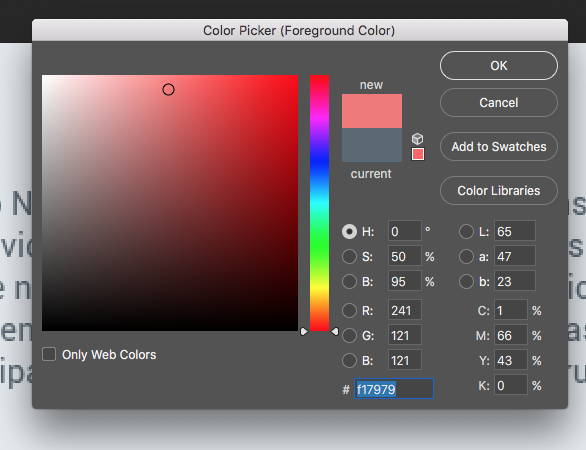 Color Picker (Foreground Color)
new
current
OK
Cancel
Add to Swatches
Color Libraries
H: 0 °
S: 50 %
B: 95 %
R: 241
G: 121
B: 121
# f17979
L: 65
a: 47
b: 23
C: 1 %
M: 66 %
Y: 43 %
K: 0 %
Only Web Colors